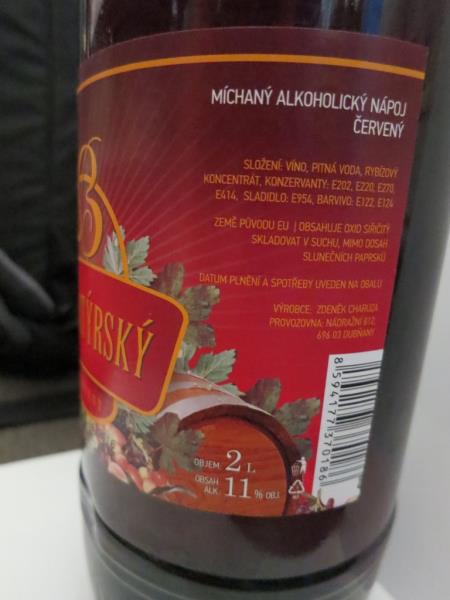 MÍCHANÝ ALKOHOLICKÝ NÁPOJ
ČERVENÝ
SLOŽENÍ: VÍNO, PITNÁ VODA, RYBÍZOVÝ
KONCENTRÁT, KONZERVANTY: E202, E220, E270,
E414, SLADIDLO: E954, BARVIVO: E122, E124
ZEMĚ PŮVODU EU | OBSAHUJE OXID SIŘIČITÝ
SKLADOVAT V SUCHU, MIMO DOSAH
SLUNEČNÍCH PAPRSKŮ
DATUM PLNĚNÍ A SPOTŘEBY UVEDEN NA OBALU
VÝROBCE: ZDENĚK CHARUZA
PROVOZOVNA: NÁDRAŽNÍ 812,
696 03 DUBŇANY
TÝRSKÝ
8594177370186
OBJEM 2 L
OBSAH
ALK. 11 % OBJ.